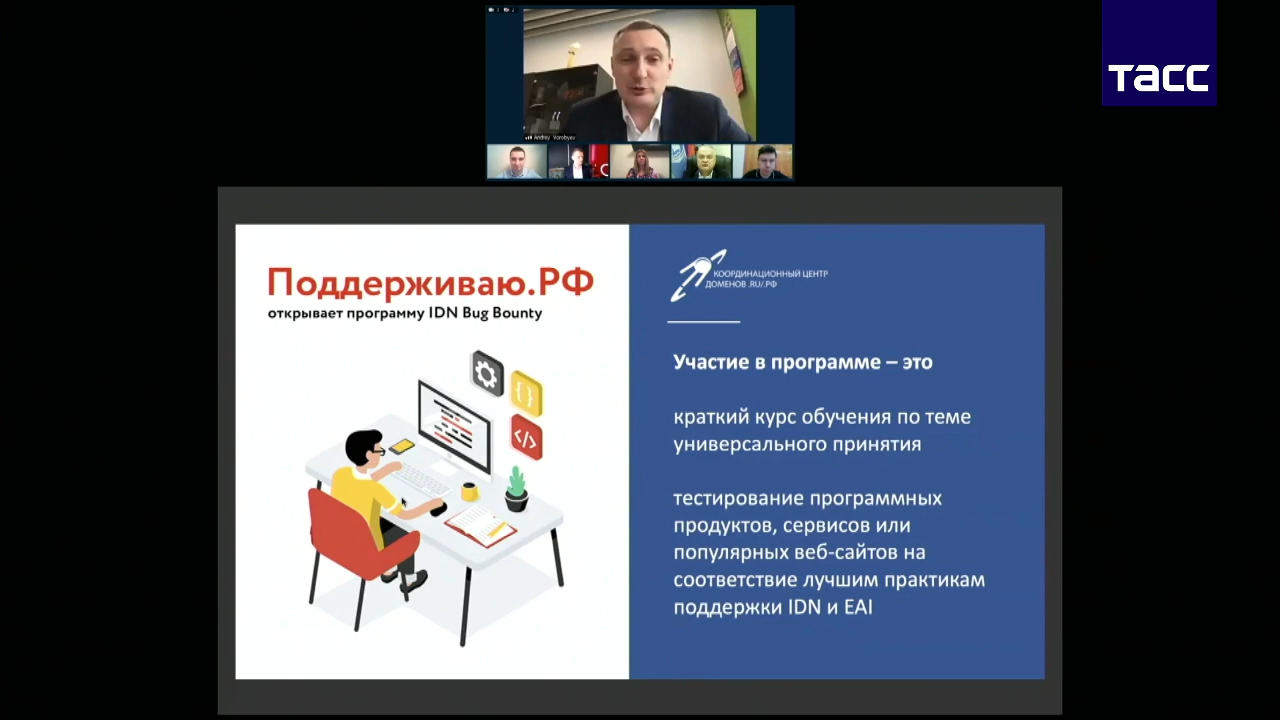 Andrey Vorobyev
ТАСС
Поддерживаю.РФ
открывает программу IDN Bug Bounty
КООРДИНАЦИОННЫЙ ЦЕНТР
ДОМЕНОВ .RU/.РФ
Участие в программе – это
краткий курс обучения по теме
универсального принятия
тестирование программных
продуктов, сервисов или
популярных веб-сайтов на
соответствие лучшим практикам
поддержки IDN и EAI